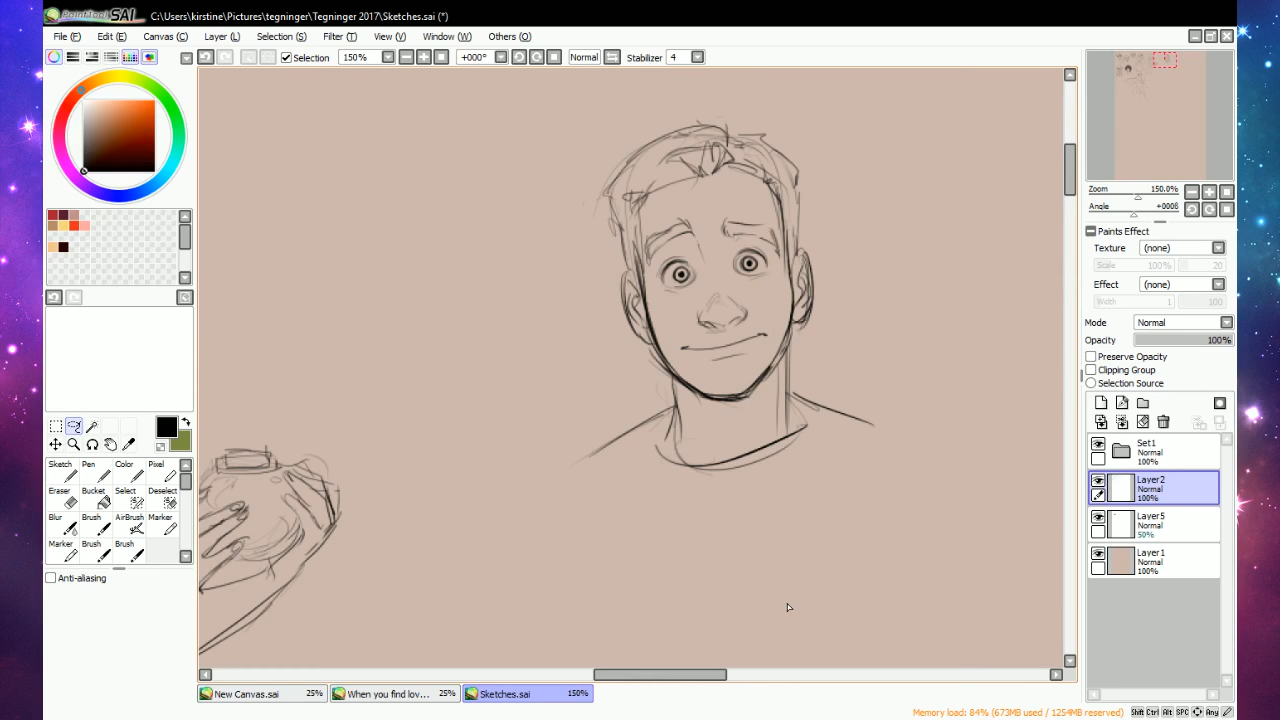 PaintTool SAI C:\Users\kirstine\Pictures\tegninger\Tegninger 2017\Sketches.sai (*)
File (F) Edit (E) Canvas (C) Layer (L) Selection (S) Filter (T) View (V) Window (W) Others (O)
Selection 150% +000° Normal Stabilizer 4
Zoom 150.0%
Angle +000θ
Paints Effect
Texture (none)
Scale 100% 20
Effect (none)
Width 1 100
Mode Normal
Opacity 100%
Preserve Opacity
Clipping Group
Selection Source
Set1
Normal
100%
Layer2
Normal
100%
Layer5
Normal
50%
Layer1
Normal
100%
Sketch Pen Color Pixel
Eraser Bucket Select Deselect
Blur Brush AirBrush Marker
Marker Brush Brush
Anti-aliasing
New Canvas.sai 25% When you find lov... 25% Sketches.sai 150%
Memory load: 84% (673MB used / 1254MB reserved) Shift Ctrl Alt SPC Any